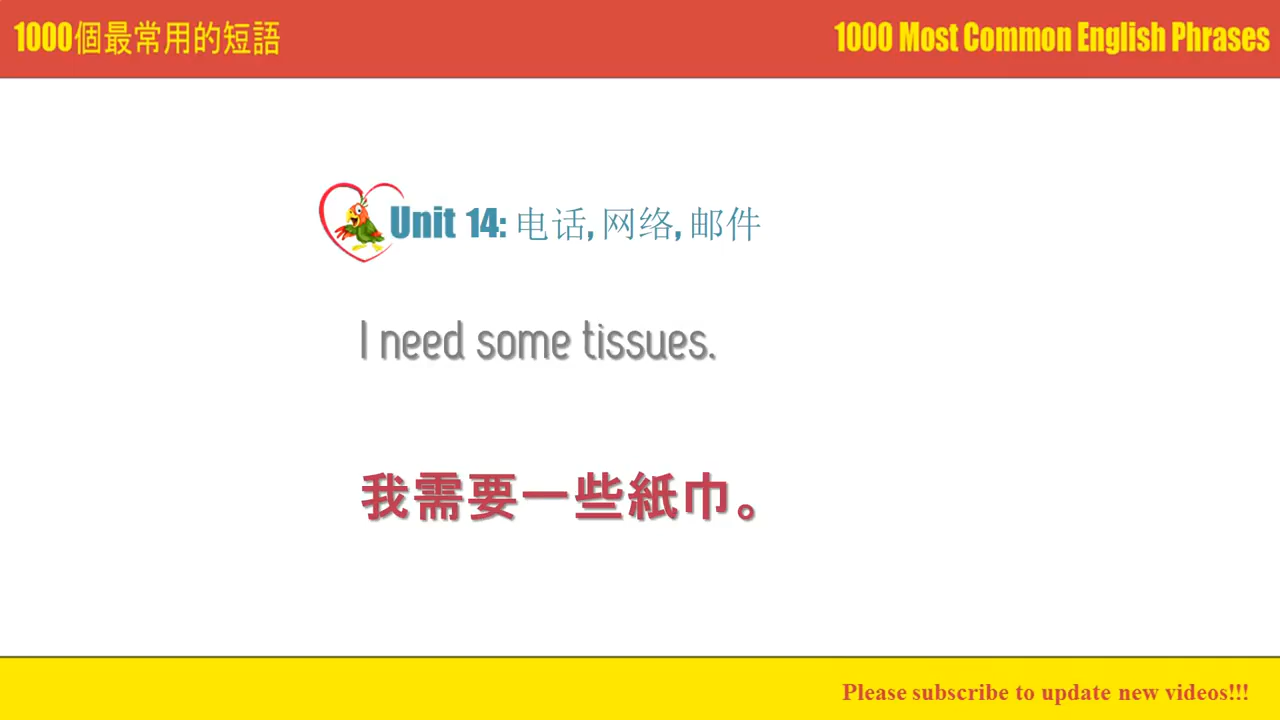 1000個最常用的短語
1000 Most Common English Phrases
Unit 14: 电话, 网络, 邮件
I need some tissues.
我需要一些紙巾。
Please subscribe to update new videos!!!